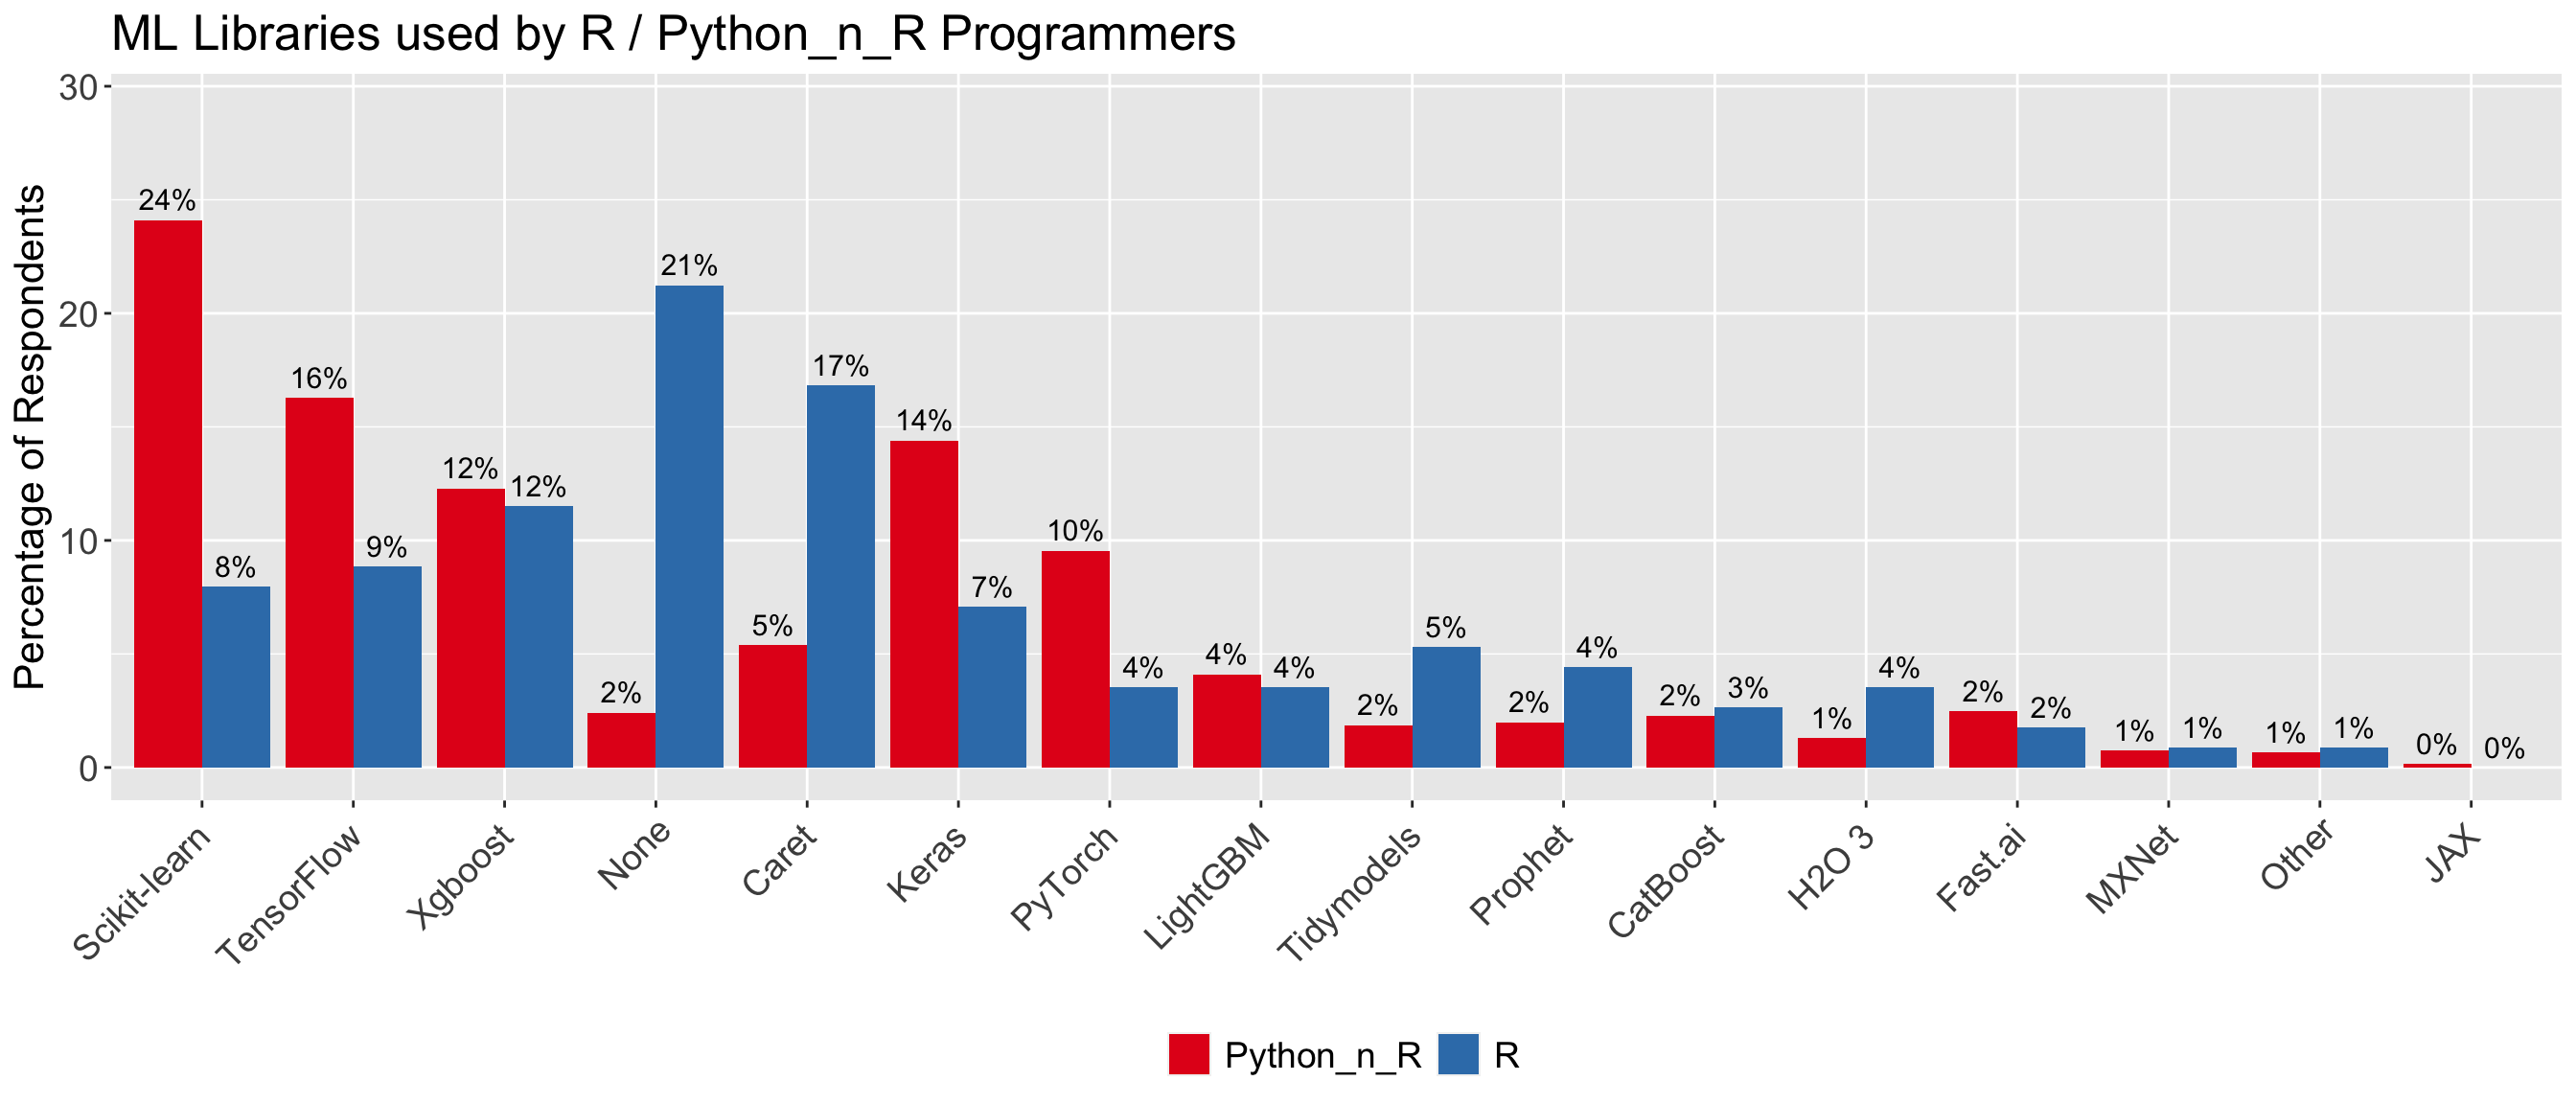 ML Libraries used by R / Python_n_R Programmers
Percentage of Respondents
30
20
10
0
24%
8%
16%
9%
12%
12%
2%
21%
5%
17%
14%
7%
10%
4%
4%
4%
2%
5%
2%
4%
2%
3%
1%
4%
2%
2%
1%
1%
1%
1%
0%
0%
Scikit-learn
TensorFlow
Xgboost
None
Caret
Keras
PyTorch
LightGBM
Tidymodels
Prophet
CatBoost
H2O 3
Fast.ai
MXNet
Other
JAX
Python_n_R
R